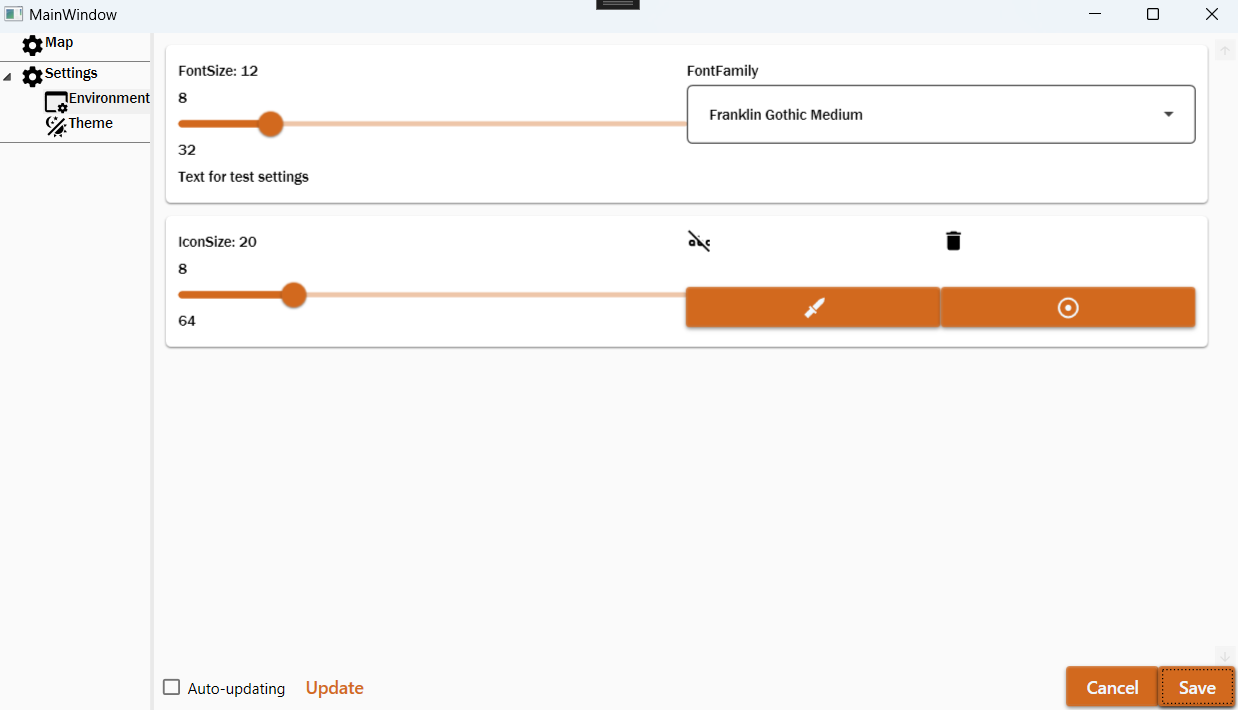 MainWindow
Map
Settings
Environment
Theme
FontSize: 12
8
32
Text for test settings
FontFamily
Franklin Gothic Medium
IconSize: 20
8
64
abc
Auto-updating
Update
Cancel
Save